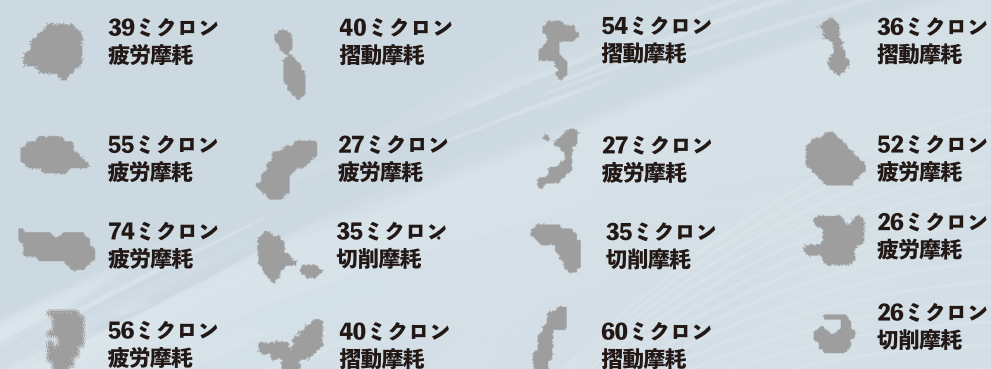 39ミクロン
疲労摩耗
40ミクロン
摺動摩耗
54ミクロン
摺動摩耗
36ミクロン
摺動摩耗
55ミクロン
疲労摩耗
27ミクロン
疲労摩耗
27ミクロン
疲労摩耗
52ミクロン
疲労摩耗
74ミクロン
疲労摩耗
35ミクロン
切削摩耗
35ミクロン
切削摩耗
26ミクロン
疲労摩耗
56ミクロン
疲労摩耗
40ミクロン
摺動摩耗
60ミクロン
摺動摩耗
26ミクロン
切削摩耗